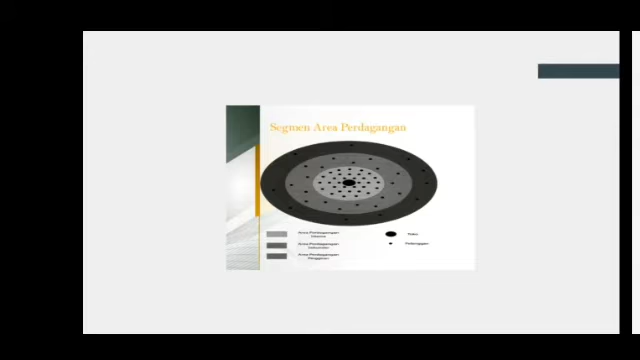 Segmen Area Perdagangan
Area Perdagangan
Utama
Toko
Area Perdagangan
Sekunder
Pelanggan
Area Perdagangan
Pinggiran